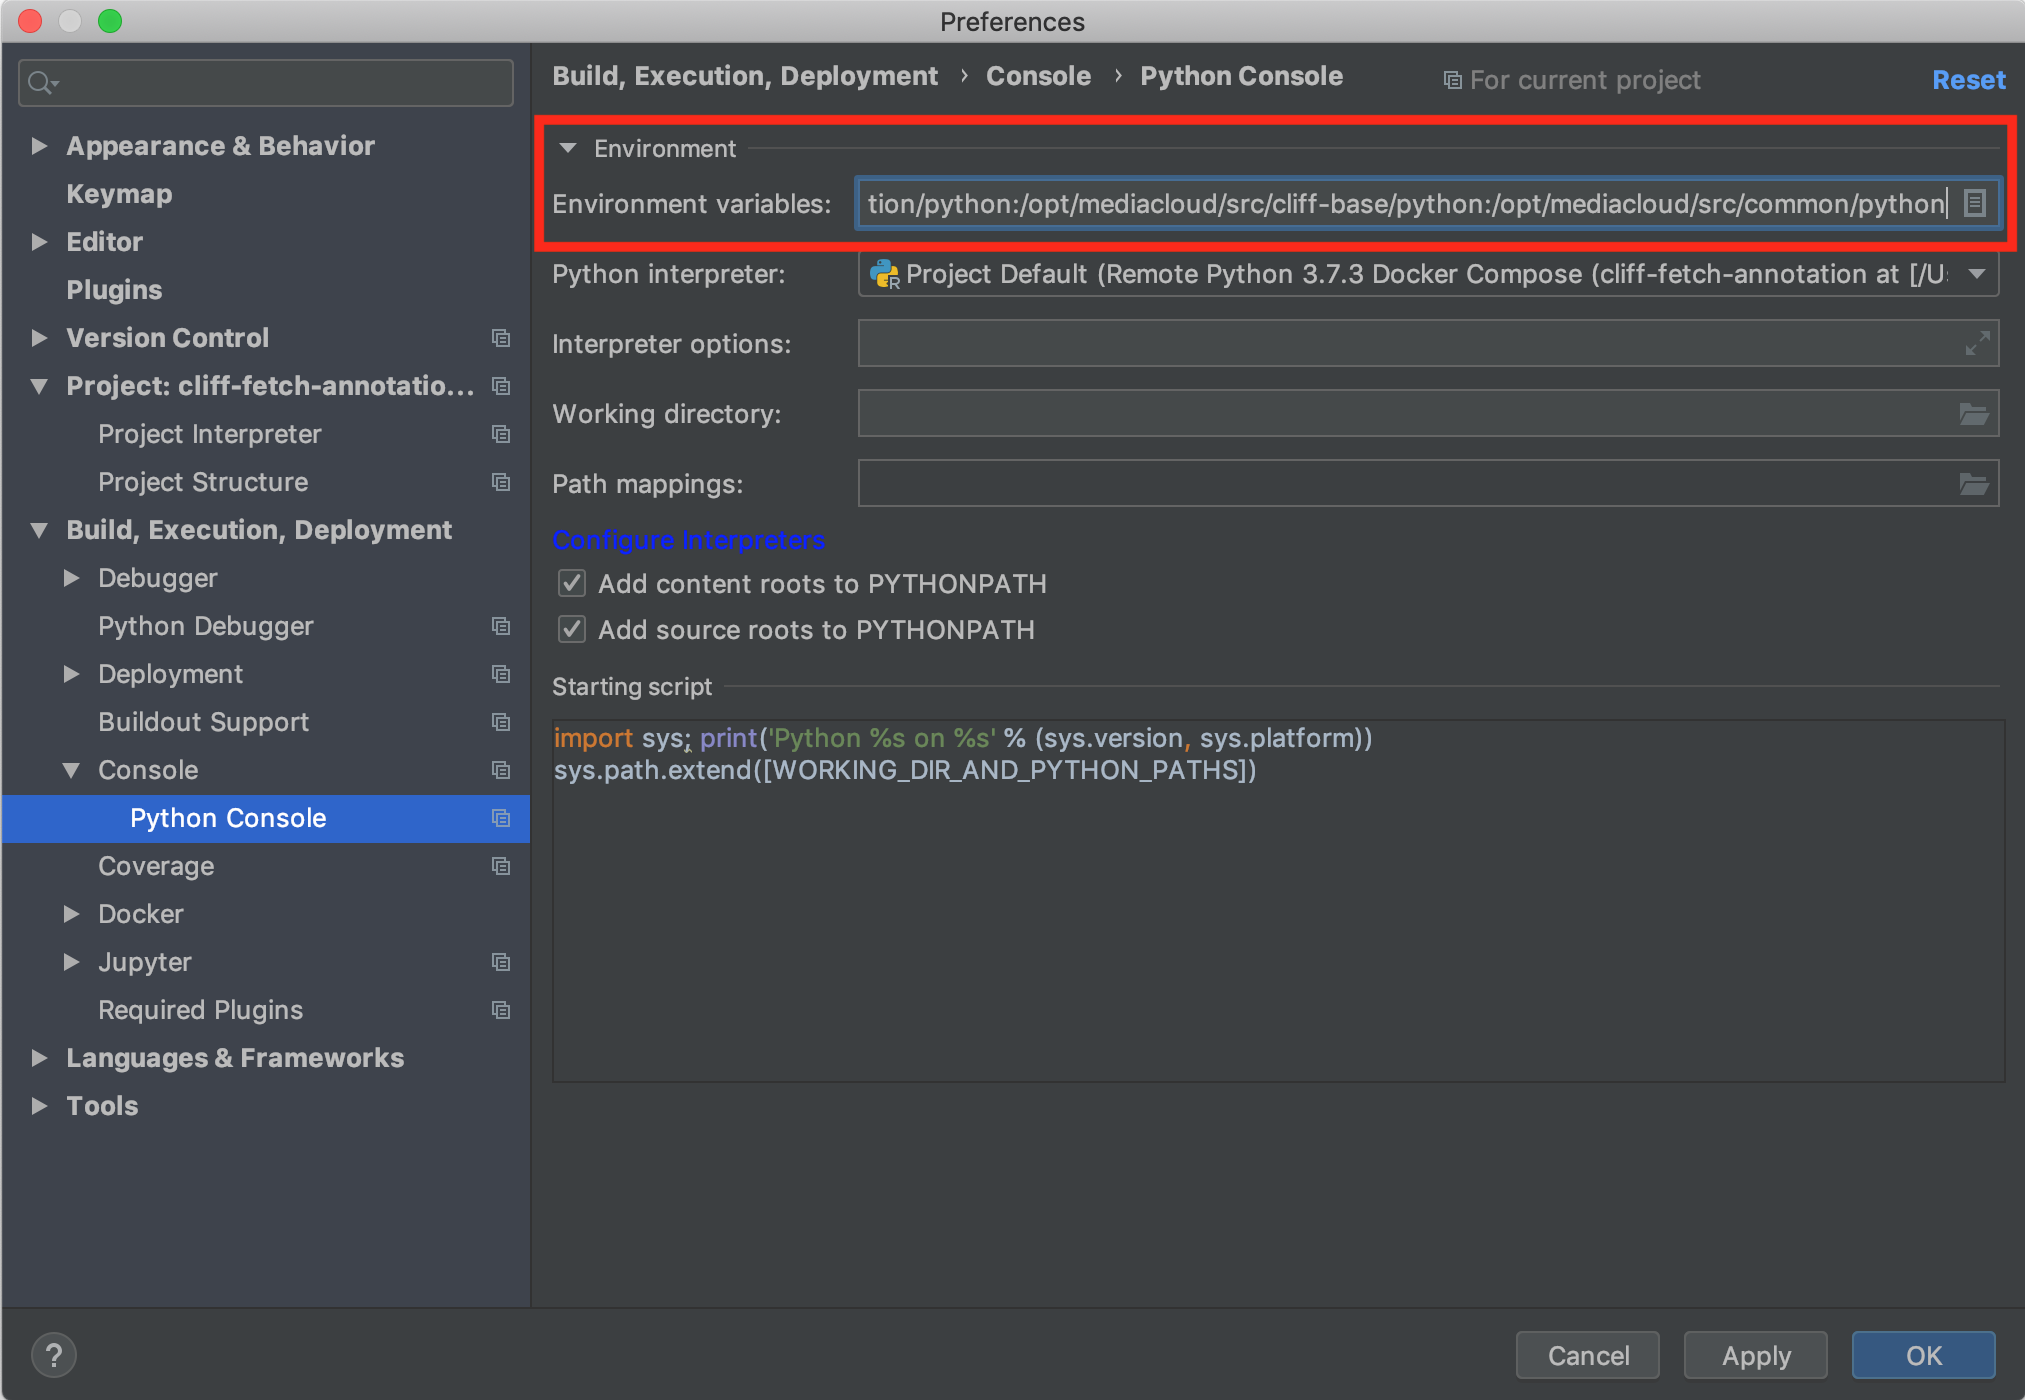 Preferences
Appearance & Behavior
Keymap
Editor
Plugins
Version Control
Project: cliff-fetch-annotatio...
Project Interpreter
Project Structure
Build, Execution, Deployment
Debugger
Python Debugger
Deployment
Buildout Support
Console
Python Console
Coverage
Docker
Jupyter
Required Plugins
Languages & Frameworks
Tools
Build, Execution, Deployment › Console › Python Console
For current project
Reset
Environment
Environment variables: tion/python:/opt/mediacloud/src/cliff-base/python:/opt/mediacloud/src/common/python
Python interpreter: Project Default (Remote Python 3.7.3 Docker Compose (cliff-fetch-annotation at [/U
Interpreter options:
Working directory:
Path mappings:
Configure Interpreters
Add content roots to PYTHONPATH
Add source roots to PYTHONPATH
Starting script
import sys; print('Python %s on %s' % (sys.version, sys.platform))
sys.path.extend([WORKING_DIR_AND_PYTHON_PATHS])
?
Cancel
Apply
OK